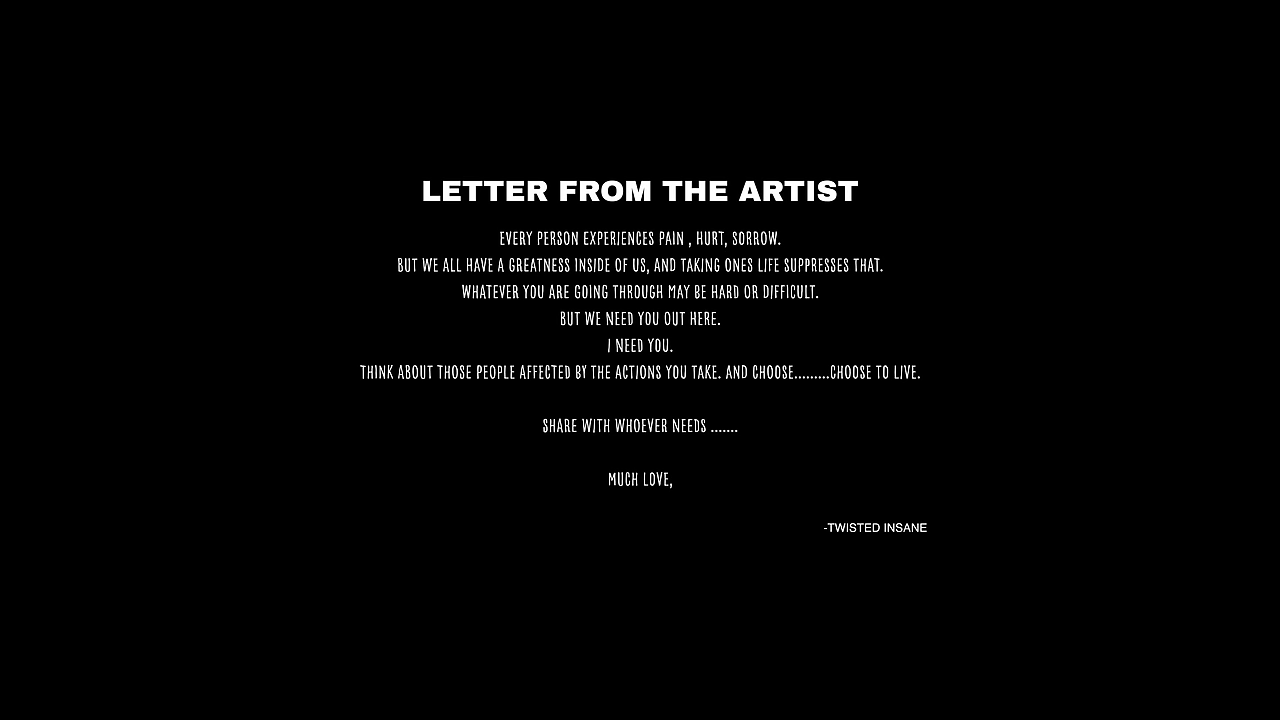 LETTER FROM THE ARTIST
EVERY PERSON EXPERIENCES PAIN , HURT, SORROW.
BUT WE ALL HAVE A GREATNESS INSIDE OF US, AND TAKING ONES LIFE SUPPRESSES THAT.
WHATEVER YOU ARE GOING THROUGH MAY BE HARD OR DIFFICULT.
BUT WE NEED YOU OUT HERE.
I NEED YOU.
THINK ABOUT THOSE PEOPLE AFFECTED BY THE ACTIONS YOU TAKE. AND CHOOSE.........CHOOSE TO LIVE.
SHARE WITH WHOEVER NEEDS .......
MUCH LOVE,
-TWISTED INSANE